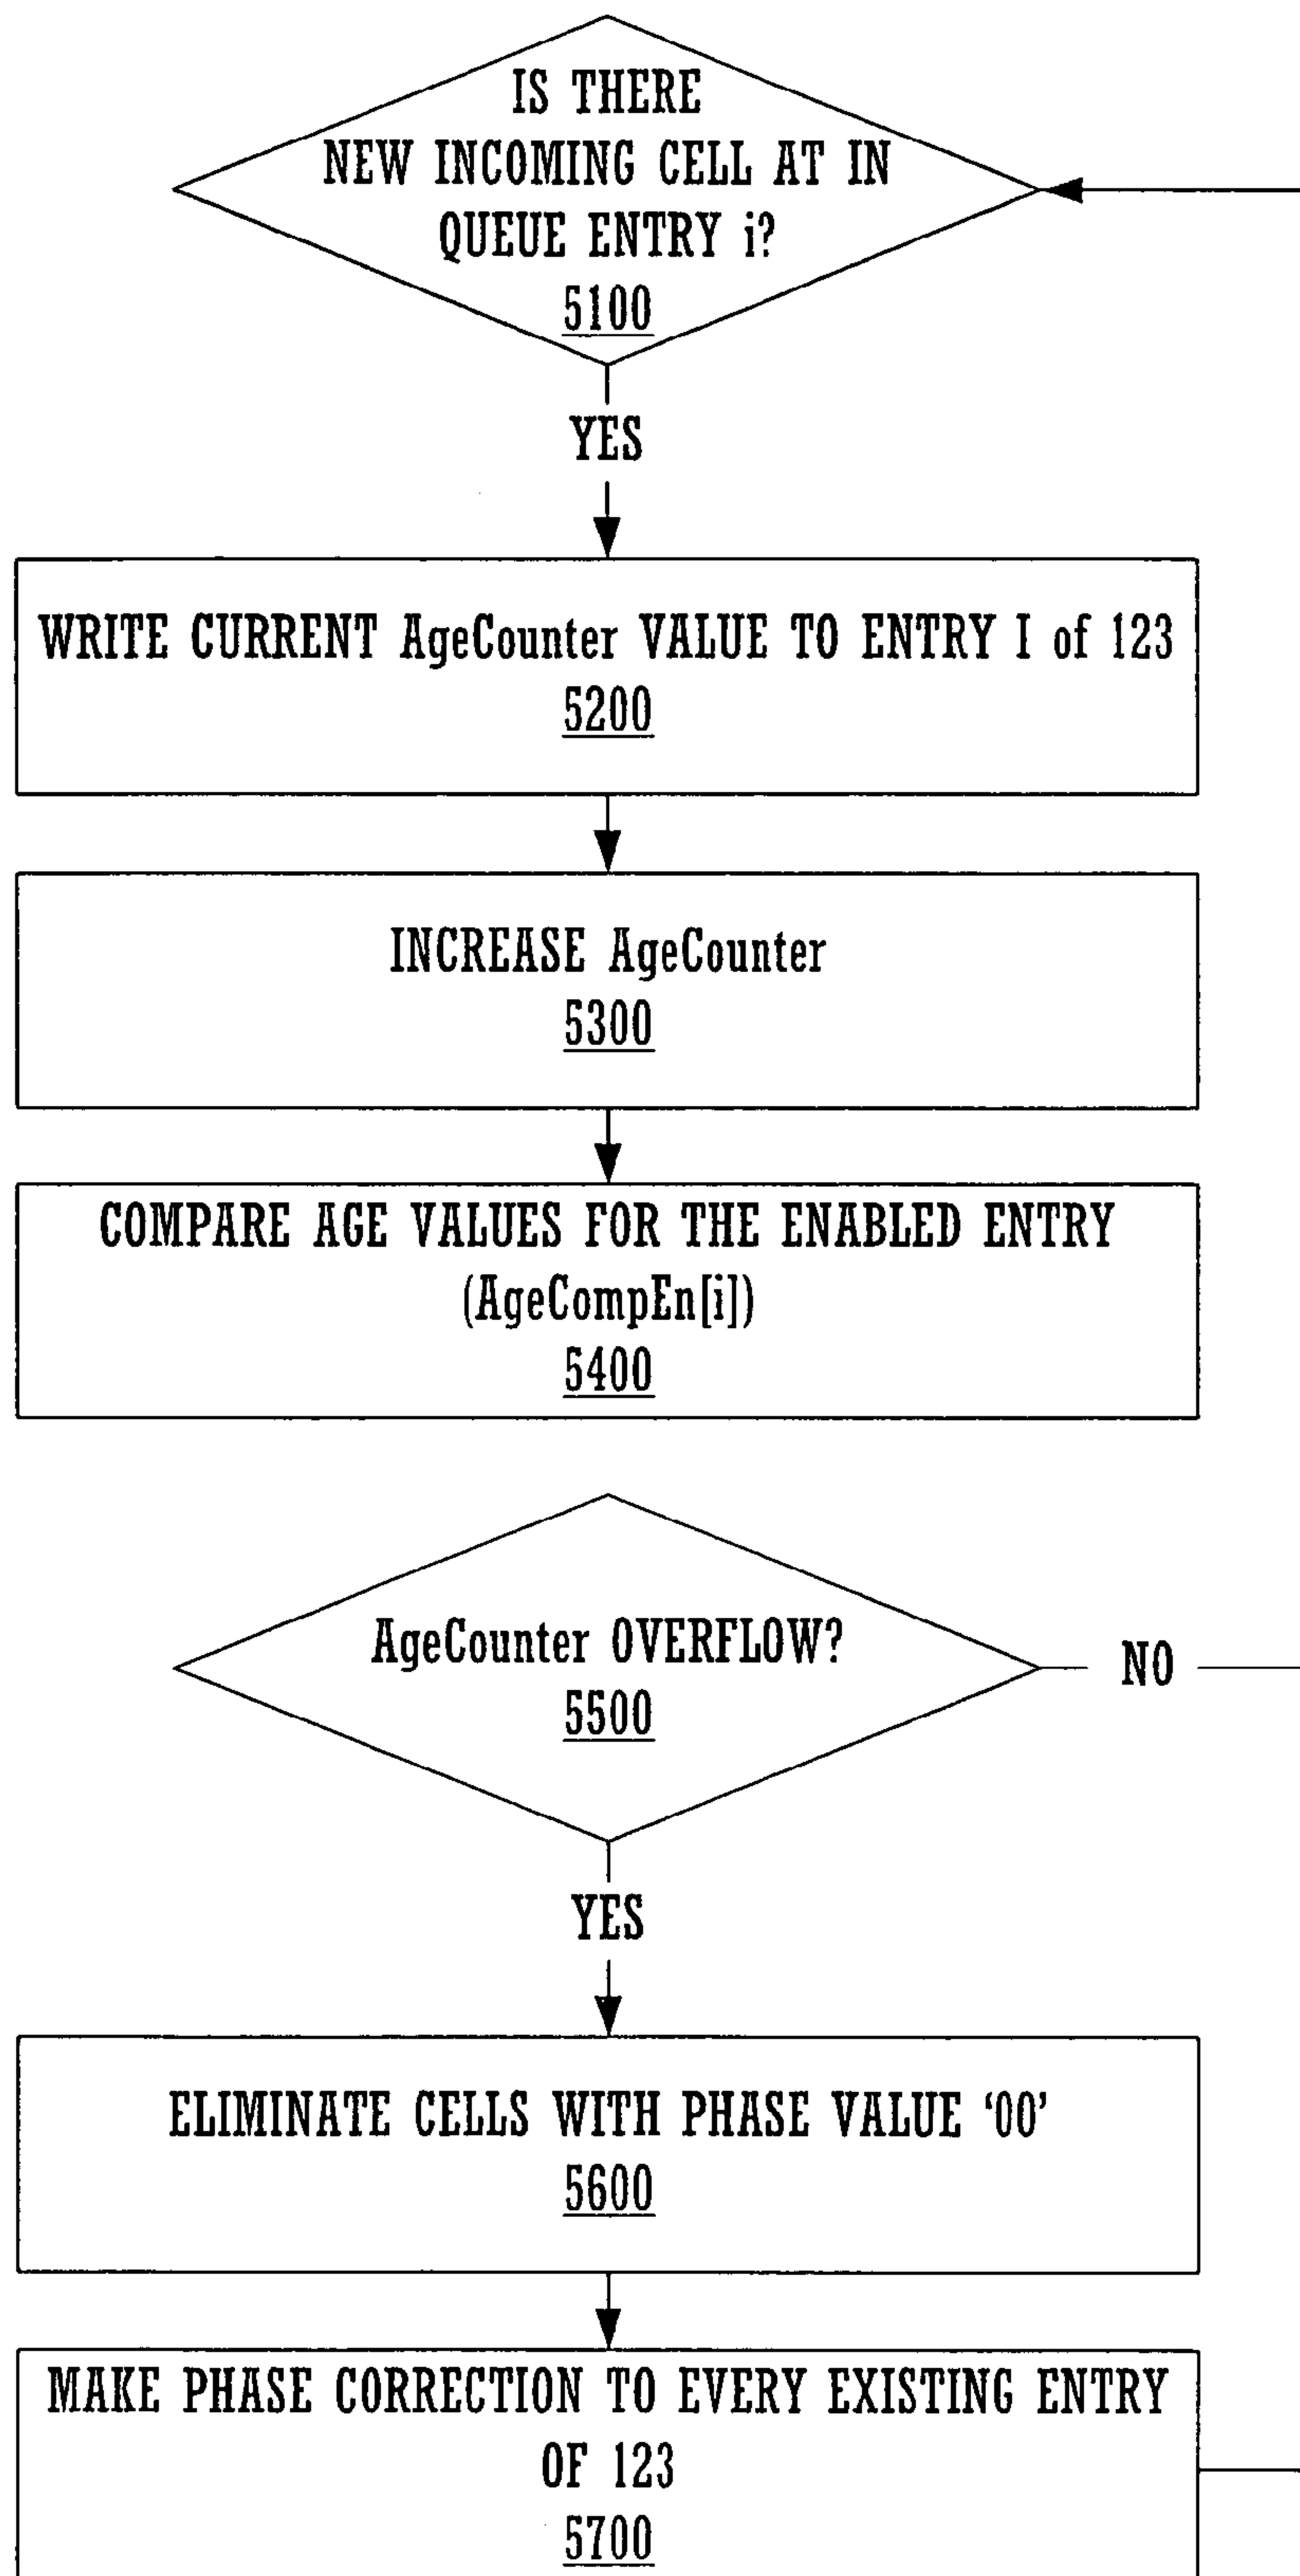 IS THERE
NEW INCOMING CELL AT IN
QUEUE ENTRY i?
5100
YES
WRITE CURRENT AgeCounter VALUE TO ENTRY I of 123
5200
INCREASE AgeCounter
5300
COMPARE AGE VALUES FOR THE ENABLED ENTRY
(AgeCompEn[i])
5400
AgeCounter OVERFLOW?
5500
NO
YES
ELIMINATE CELLS WITH PHASE VALUE ‘00’
5600
MAKE PHASE CORRECTION TO EVERY EXISTING ENTRY
OF 123
5700